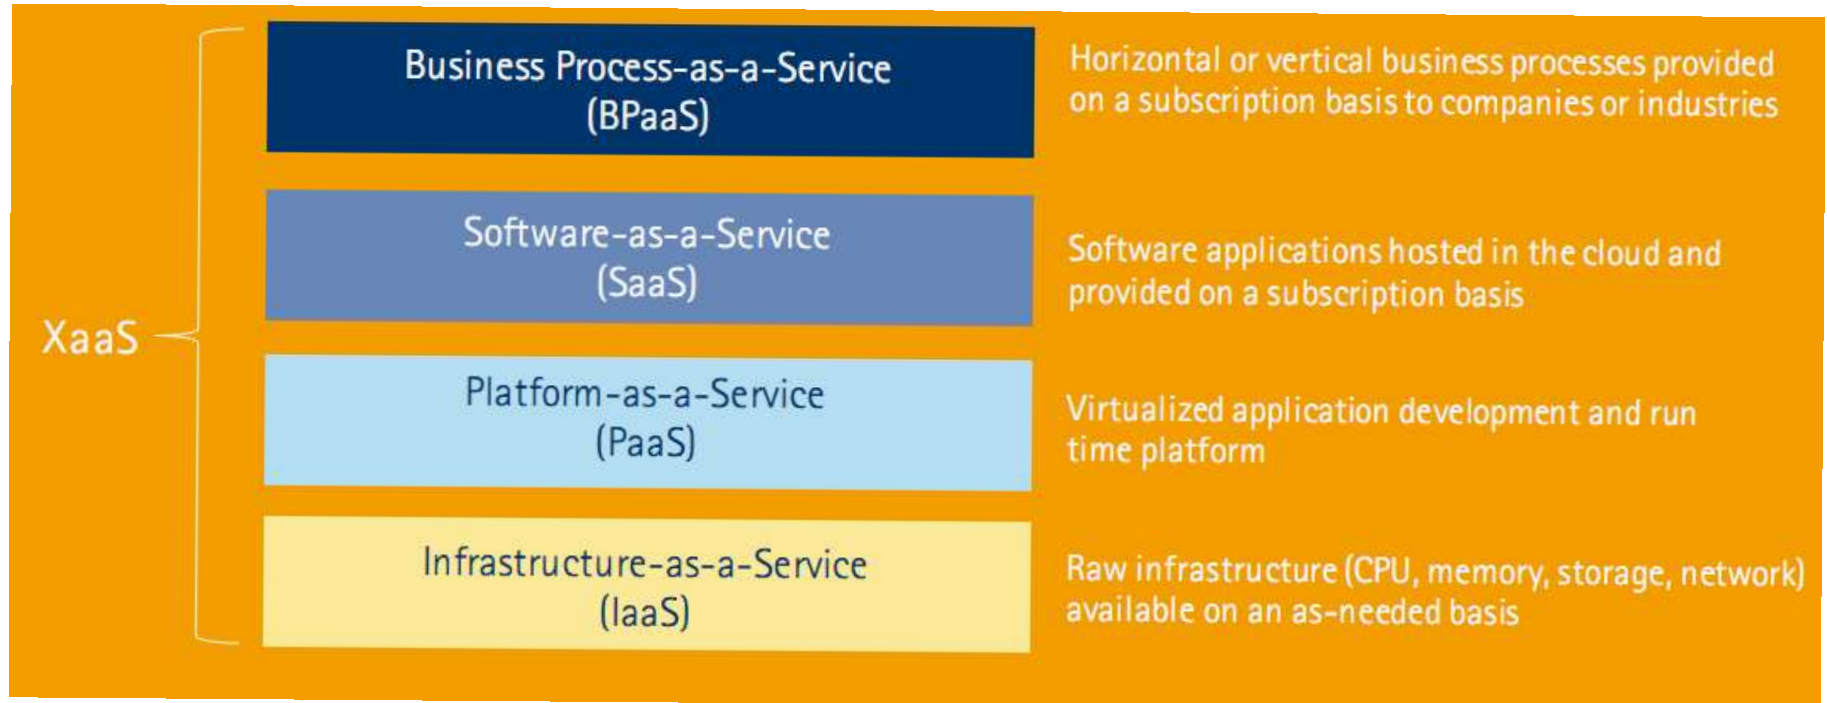 XaaS
Business Process-as-a-Service
(BPaaS)
Horizontal or vertical business processes provided
on a subscription basis to companies or industries
Software-as-a-Service
(SaaS)
Software applications hosted in the cloud and
provided on a subscription basis
Platform-as-a-Service
(PaaS)
Virtualized application development and run
time platform
Infrastructure-as-a-Service
(IaaS)
Raw infrastructure (CPU, memory, storage, network)
available on an as-needed basis